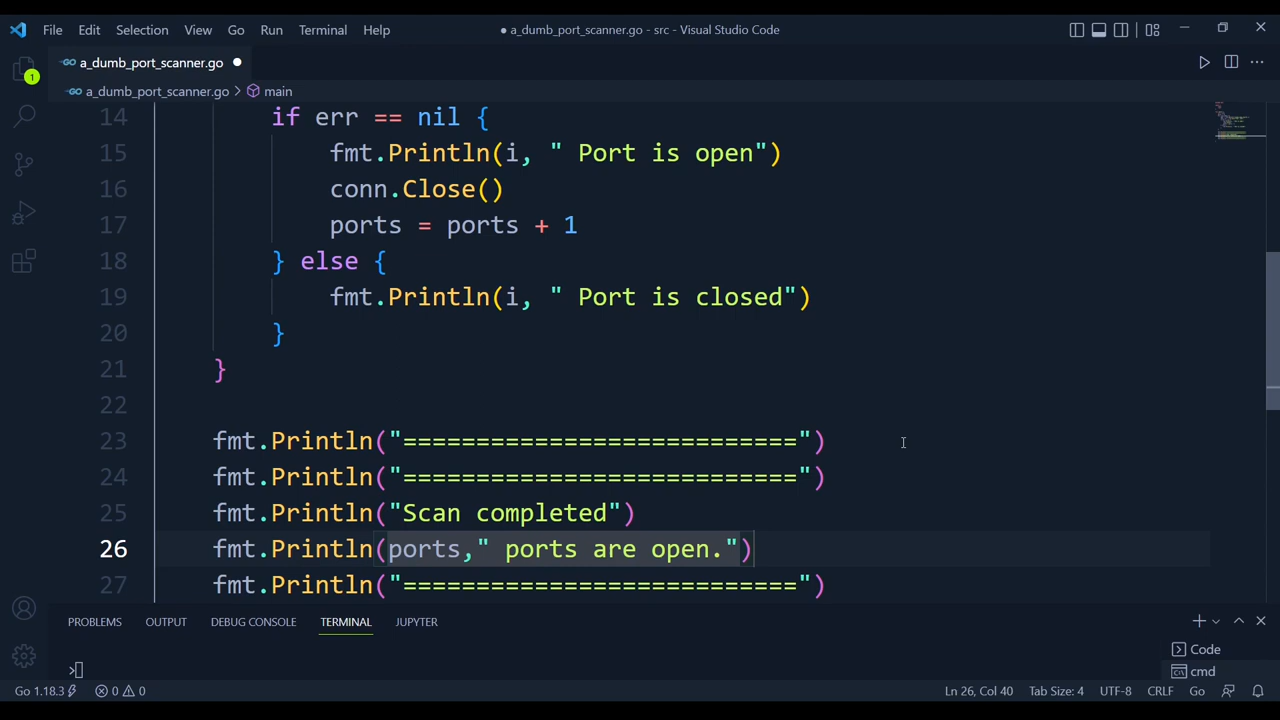 File Edit Selection View Go Run Terminal Help ● a_dumb_port_scanner.go - src - Visual Studio Code
a_dumb_port_scanner.go ●
a_dumb_port_scanner.go > main
1
14 if err == nil {
15 fmt.Println(i, " Port is open")
16 conn.Close()
17 ports = ports + 1
18 } else {
19 fmt.Println(i, " Port is closed")
20 }
21 }
22
23 fmt.Println("===========================")
24 fmt.Println("===========================")
25 fmt.Println("Scan completed")
26 fmt.Println(ports," ports are open.")
27 fmt.Println("===========================")
PROBLEMS OUTPUT DEBUG CONSOLE TERMINAL JUPYTER
>
Code
cmd
Go 1.18.3 0 0 Ln 26, Col 40 Tab Size: 4 UTF-8 CRLF Go